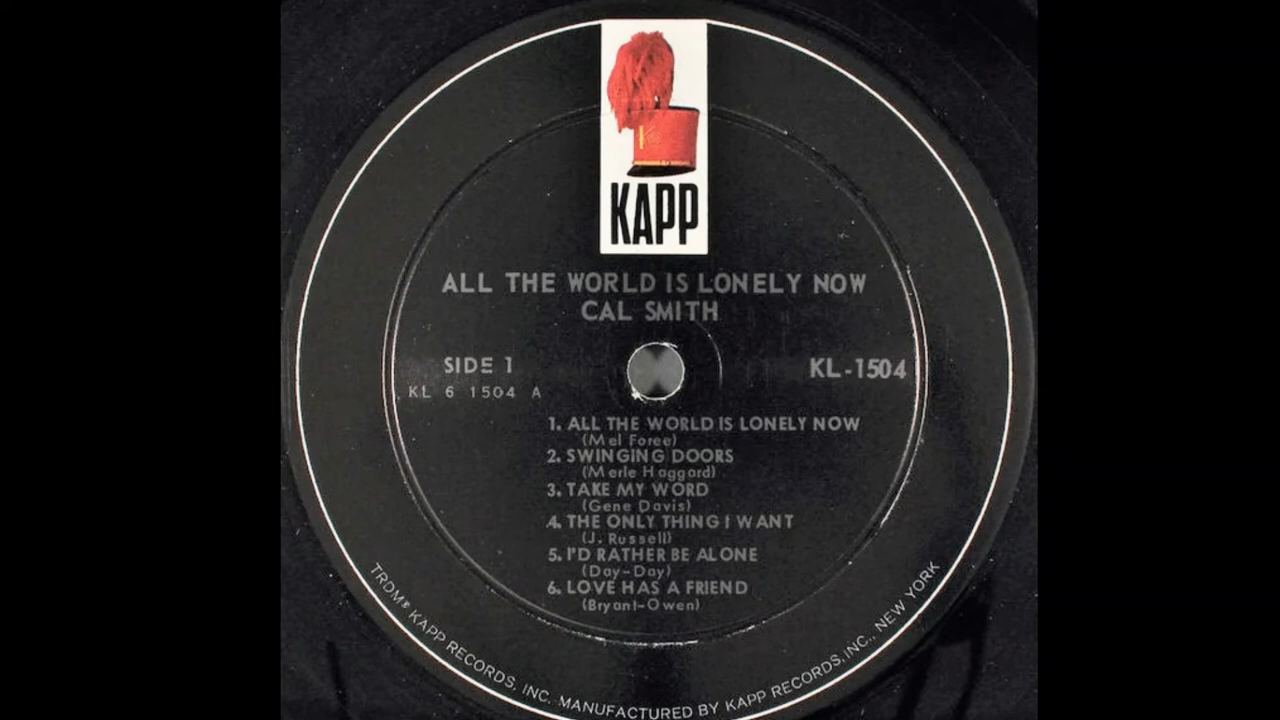 KAPP
ALL THE WORLD IS LONELY NOW
CAL SMITH
SIDE 1
KL-1504
KL 6 1504 A
1. ALL THE WORLD IS LONELY NOW
(Mel Foree)
2. SWINGING DOORS
(Merle Haggard)
3. TAKE MY WORD
(Gene Davis)
4. THE ONLY THING I WANT
(J. Russell)
5. I'D RATHER BE ALONE
(Day-Day)
6. LOVE HAS A FRIEND
(Bryant-Owen)
TRDM® KAPP RECORDS, INC. MANUFACTURED BY KAPP RECORDS, INC., NEW YORK